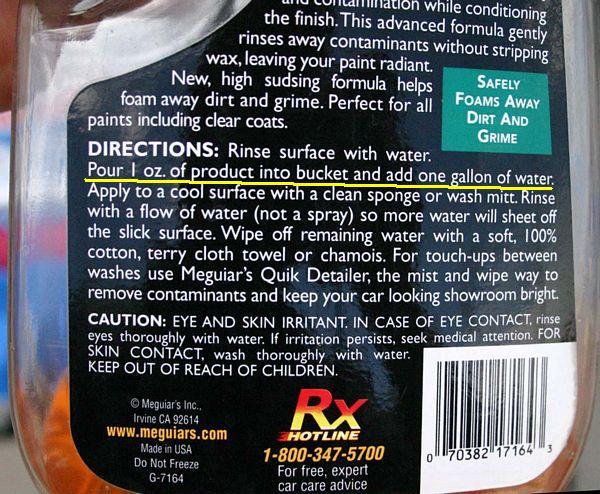 and contamination while conditioning
the finish. This advanced formula gently
rinses away contaminants without stripping
wax, leaving your paint radiant.
New, high sudsing formula helps
foam away dirt and grime. Perfect for all
paints including clear coats.
SAFELY
FOAMS AWAY
DIRT AND
GRIME
DIRECTIONS: Rinse surface with water.
Pour 1 oz. of product into bucket and add one gallon of water.
Apply to a cool surface with a clean sponge or wash mitt. Rinse
with a flow of water (not a spray) so more water will sheet off
the slick surface. Wipe off remaining water with a soft, 100%
cotton, terry cloth towel or chamois. For touch-ups between
washes use Meguiar's Quik Detailer, the mist and wipe way to
remove contaminants and keep your car looking showroom bright.
CAUTION: EYE AND SKIN IRRITANT. IN CASE OF EYE CONTACT, rinse
eyes thoroughly with water. If irritation persists, seek medical attention. FOR
SKIN CONTACT, wash thoroughly with water.
KEEP OUT OF REACH OF CHILDREN.
© Meguiar's Inc.,
Irvine CA 92614
www.meguiars.com
Made in USA
Do Not Freeze
G-7164
Rx
HOTLINE
1-800-347-5700
For free, expert
car care advice
0 70382 17164 3